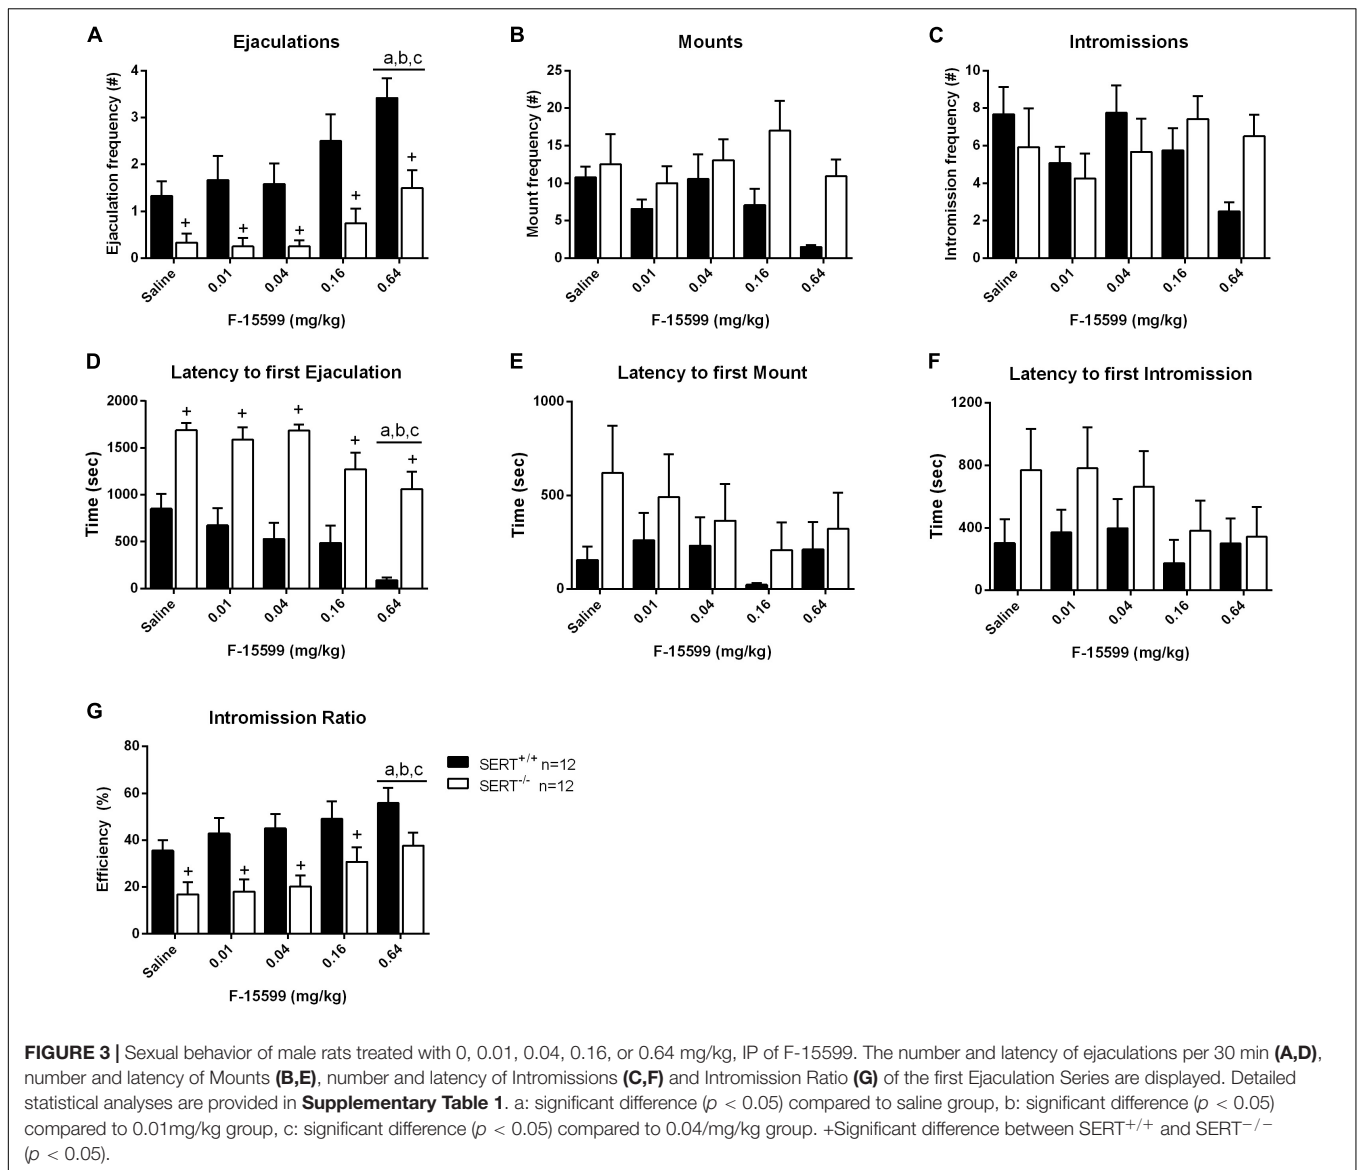 A
Ejaculations
a,b,c
Ejaculation frequency (#)
4
3
2
1
0
+
+
+
+
+
Saline
0.01
0.04
0.16
0.64
F-15599 (mg/kg)
B
Mounts
Mount frequency (#)
25
20
15
10
5
0
Saline
0.01
0.04
0.16
0.64
F-15599 (mg/kg)
C
Intromissions
Intromission frequency (#)
10
8
6
4
2
0
Saline
0.01
0.04
0.16
0.64
F-15599 (mg/kg)
D
Latency to first Ejaculation
Time (sec)
2000
1500
1000
500
0
+
+
+
+
a,b,c
+
Saline
0.01
0.04
0.16
0.64
F-15599 (mg/kg)
E
Latency to first Mount
Time (sec)
1000
500
0
Saline
0.01
0.04
0.16
0.64
F-15599 (mg/kg)
F
Latency to first Intromission
Time (sec)
1200
800
400
0
Saline
0.01
0.04
0.16
0.64
F-15599 (mg/kg)
G
Intromission Ratio
Efficiency (%)
80
60
40
20
0
+
+
+
+
a,b,c
Saline
0.01
0.04
0.16
0.64
F-15599 (mg/kg)
SERT+/+ n=12
SERT-/- n=12
FIGURE 3 | Sexual behavior of male rats treated with 0, 0.01, 0.04, 0.16, or 0.64 mg/kg, IP of F-15599. The number and latency of ejaculations per 30 min (A,D),
number and latency of Mounts (B,E), number and latency of Intromissions (C,F) and Intromission Ratio (G) of the first Ejaculation Series are displayed. Detailed
statistical analyses are provided in Supplementary Table 1. a: significant difference (p < 0.05) compared to saline group, b: significant difference (p < 0.05)
compared to 0.01mg/kg group, c: significant difference (p < 0.05) compared to 0.04/mg/kg group. +Significant difference between SERT+/+ and SERT−/−
(p < 0.05).